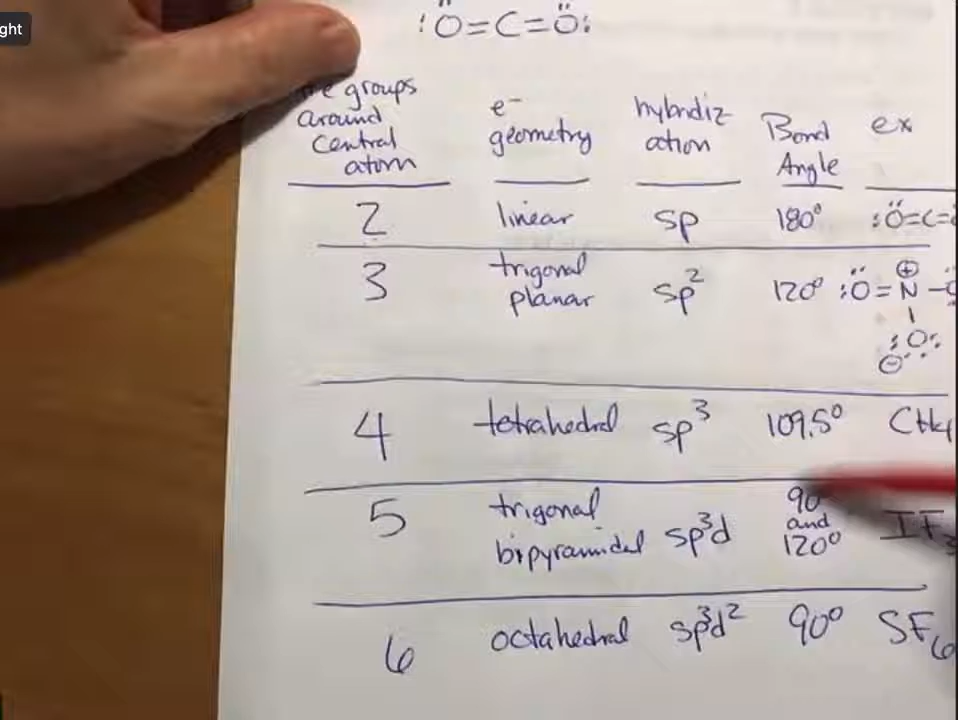 ght
:Ö=C=Ö:
groups
around
central
atom
e⁻
geometry
hybridiz
ation
Bond
Angle
ex
2 linear sp 180° :Ö=C=
3 trigonal planar sp² 120° :Ö=N–
⊕
:O:
⊖
4 tetrahedral sp³ 109.5°
5 trigonal bipyramidal sp³d 90 and 120° IF
6 octahedral sp³d² 90° SF₆